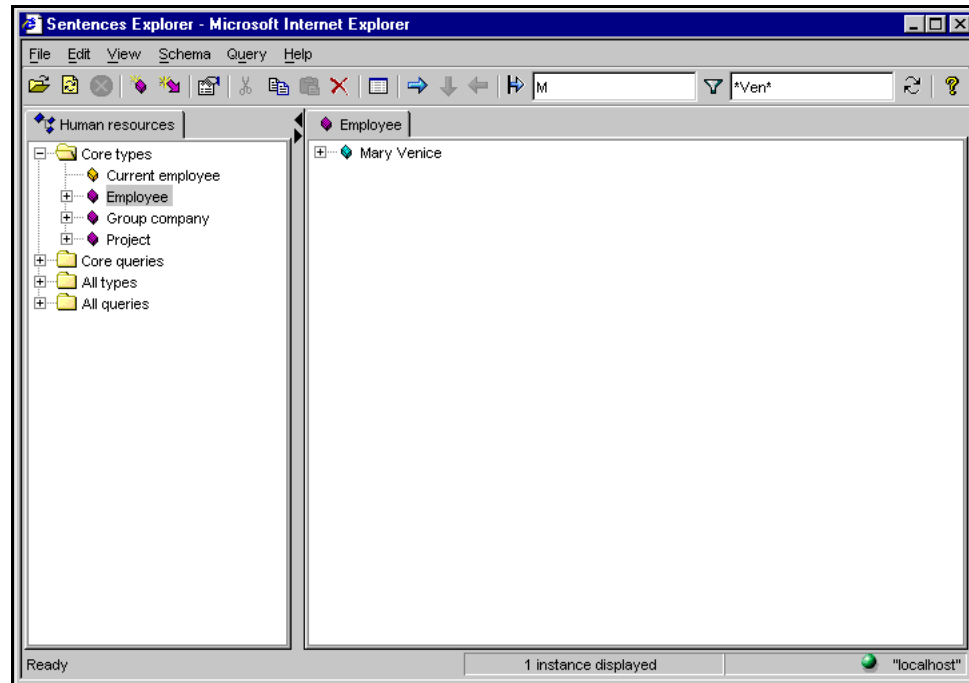 Sentences Explorer - Microsoft Internet Explorer
File Edit View Schema Query Help
M *Ven*
Human resources
Employee
Core types
Current employee
Employee
Group company
Project
Core queries
All types
All queries
Mary Venice
Ready 1 instance displayed "localhost"